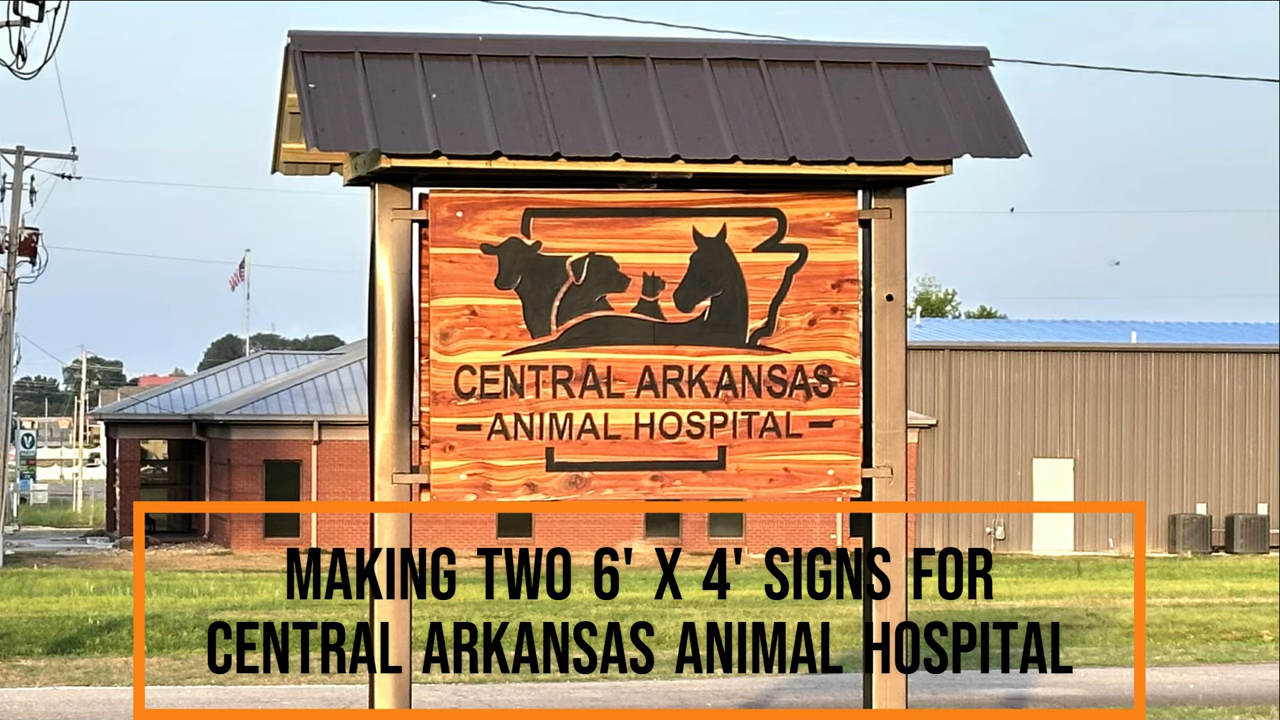 CENTRAL ARKANSAS
-ANIMAL HOSPITAL-
MAKING TWO 6' X 4' SIGNS FOR
CENTRAL ARKANSAS ANIMAL HOSPITAL